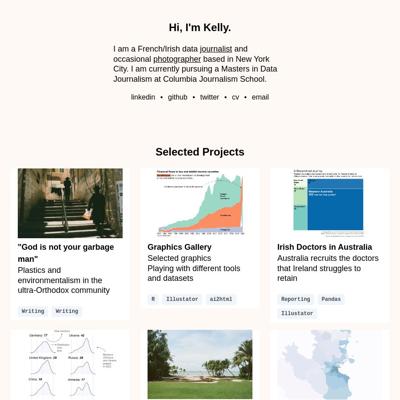 Hi, I'm Kelly.
I am a French/Irish data journalist and
occasional photographer based in New York
City. I am currently pursuing a Masters in Data
Journalism at Columbia Journalism School.
linkedin • github • twitter • cv • email
Selected Projects
"God is not your garbage
man"
Plastics and
environmentalism in the
ultra-Orthodox community
Writing Writing
Graphics Gallery
Selected graphics
Playing with different tools
and datasets
R Illustator ai2html
Irish Doctors in Australia
Australia recruits the doctors
that Ireland struggles to
retain
Reporting Pandas
Illustator